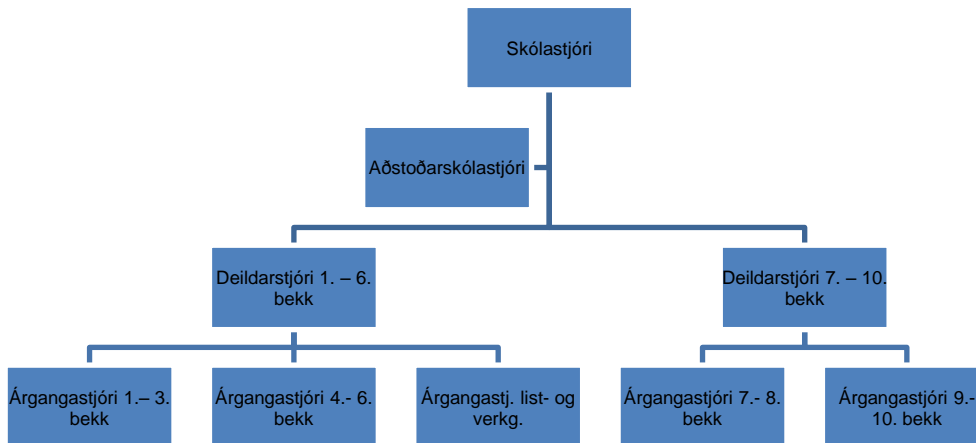 Skólastjóri
Aðstoðarskólastjóri
Deildarstjóri 1. – 6.
bekk
Deildarstjóri 7. – 10.
bekk
Árgangastjóri 1.– 3.
bekk
Árgangastjóri 4.- 6.
bekk
Árgangastj. list- og
verkg.
Árgangastjóri 7.- 8.
bekk
Árgangastjóri 9.-
10. bekk